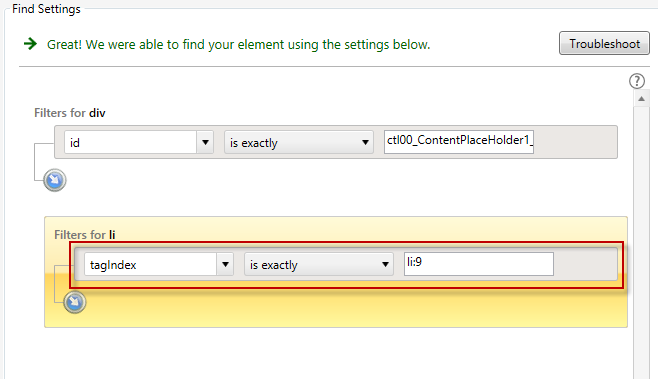 Find Settings
Great! We were able to find your element using the settings below.
Troubleshoot
?
Filters for div
id is exactly ctl00_ContentPlaceHolder1_
Filters for li
tagIndex is exactly li:9